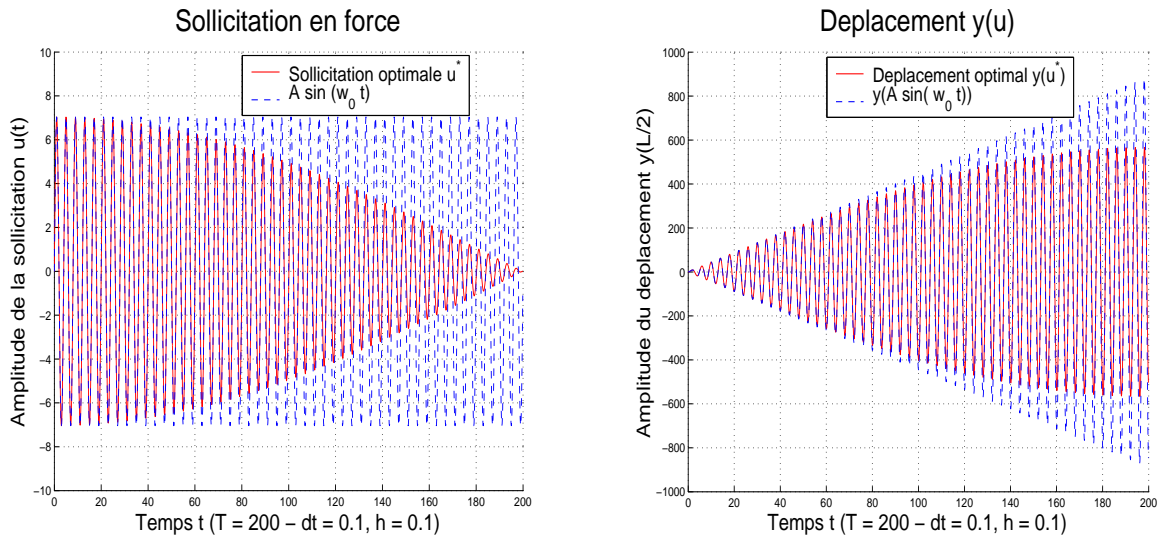 Sollicitation en force
Amplitude de la sollicitation u(t)
10
8
6
4
2
0
−2
−4
−6
−8
−10
Sollicitation optimale u*
A sin (w0 t)
0 20 40 60 80 100 120 140 160 180 200
Temps t (T = 200 − dt = 0.1, h = 0.1)
Deplacement y(u)
Amplitude du deplacement y(L/2)
1000
800
600
400
200
0
−200
−400
−600
−800
−1000
Deplacement optimal y(u*)
y(A sin( w0 t))
0 20 40 60 80 100 120 140 160 180 200
Temps t (T = 200 − dt = 0.1, h = 0.1)